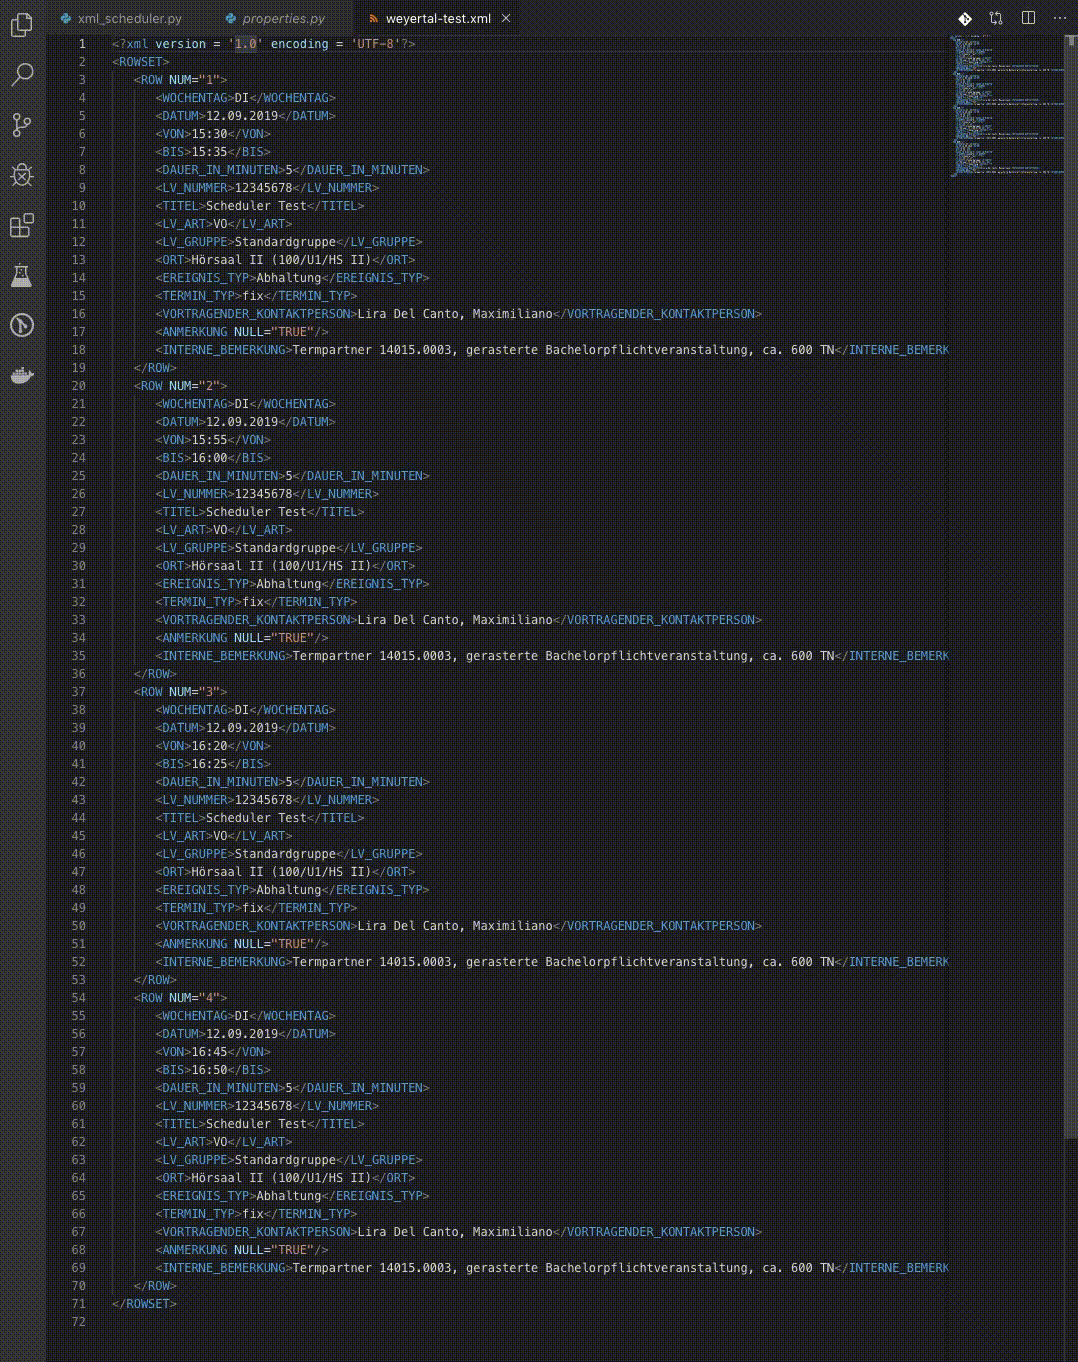 xml_scheduler.py properties.py weyertal-test.xml
1 <?xml version = '1.0' encoding = 'UTF-8'?>
2 <ROWSET>
3 <ROW NUM="1">
4 <WOCHENTAG>DI</WOCHENTAG>
5 <DATUM>12.09.2019</DATUM>
6 <VON>15:30</VON>
7 <BIS>15:35</BIS>
8 <DAUER_IN_MINUTEN>5</DAUER_IN_MINUTEN>
9 <LV_NUMMER>12345678</LV_NUMMER>
10 <TITEL>Scheduler Test</TITEL>
11 <LV_ART>VO</LV_ART>
12 <LV_GRUPPE>Standardgruppe</LV_GRUPPE>
13 <ORT>Hörsaal II (100/U1/HS II)</ORT>
14 <EREIGNIS_TYP>Abhaltung</EREIGNIS_TYP>
15 <TERMIN_TYP>fix</TERMIN_TYP>
16 <VORTRAGENDER_KONTAKTPERSON>Lira Del Canto, Maximiliano</VORTRAGENDER_KONTAKTPERSON>
17 <ANMERKUNG NULL="TRUE"/>
18 <INTERNE_BEMERKUNG>Termpartner 14015.0003, gerasterte Bachelorpflichtveranstaltung, ca. 600 TN</INTERNE_BEMERK
19 </ROW>
20 <ROW NUM="2">
21 <WOCHENTAG>DI</WOCHENTAG>
22 <DATUM>12.09.2019</DATUM>
23 <VON>15:55</VON>
24 <BIS>16:00</BIS>
25 <DAUER_IN_MINUTEN>5</DAUER_IN_MINUTEN>
26 <LV_NUMMER>12345678</LV_NUMMER>
27 <TITEL>Scheduler Test</TITEL>
28 <LV_ART>VO</LV_ART>
29 <LV_GRUPPE>Standardgruppe</LV_GRUPPE>
30 <ORT>Hörsaal II (100/U1/HS II)</ORT>
31 <EREIGNIS_TYP>Abhaltung</EREIGNIS_TYP>
32 <TERMIN_TYP>fix</TERMIN_TYP>
33 <VORTRAGENDER_KONTAKTPERSON>Lira Del Canto, Maximiliano</VORTRAGENDER_KONTAKTPERSON>
34 <ANMERKUNG NULL="TRUE"/>
35 <INTERNE_BEMERKUNG>Termpartner 14015.0003, gerasterte Bachelorpflichtveranstaltung, ca. 600 TN</INTERNE_BEMERK
36 </ROW>
37 <ROW NUM="3">
38 <WOCHENTAG>DI</WOCHENTAG>
39 <DATUM>12.09.2019</DATUM>
40 <VON>16:20</VON>
41 <BIS>16:25</BIS>
42 <DAUER_IN_MINUTEN>5</DAUER_IN_MINUTEN>
43 <LV_NUMMER>12345678</LV_NUMMER>
44 <TITEL>Scheduler Test</TITEL>
45 <LV_ART>VO</LV_ART>
46 <LV_GRUPPE>Standardgruppe</LV_GRUPPE>
47 <ORT>Hörsaal II (100/U1/HS II)</ORT>
48 <EREIGNIS_TYP>Abhaltung</EREIGNIS_TYP>
49 <TERMIN_TYP>fix</TERMIN_TYP>
50 <VORTRAGENDER_KONTAKTPERSON>Lira Del Canto, Maximiliano</VORTRAGENDER_KONTAKTPERSON>
51 <ANMERKUNG NULL="TRUE"/>
52 <INTERNE_BEMERKUNG>Termpartner 14015.0003, gerasterte Bachelorpflichtveranstaltung, ca. 600 TN</INTERNE_BEMERK
53 </ROW>
54 <ROW NUM="4">
55 <WOCHENTAG>DI</WOCHENTAG>
56 <DATUM>12.09.2019</DATUM>
57 <VON>16:45</VON>
58 <BIS>16:50</BIS>
59 <DAUER_IN_MINUTEN>5</DAUER_IN_MINUTEN>
60 <LV_NUMMER>12345678</LV_NUMMER>
61 <TITEL>Scheduler Test</TITEL>
62 <LV_ART>VO</LV_ART>
63 <LV_GRUPPE>Standardgruppe</LV_GRUPPE>
64 <ORT>Hörsaal II (100/U1/HS II)</ORT>
65 <EREIGNIS_TYP>Abhaltung</EREIGNIS_TYP>
66 <TERMIN_TYP>fix</TERMIN_TYP>
67 <VORTRAGENDER_KONTAKTPERSON>Lira Del Canto, Maximiliano</VORTRAGENDER_KONTAKTPERSON>
68 <ANMERKUNG NULL="TRUE"/>
69 <INTERNE_BEMERKUNG>Termpartner 14015.0003, gerasterte Bachelorpflichtveranstaltung, ca. 600 TN</INTERNE_BEMERK
70 </ROW>
71 </ROWSET>
72